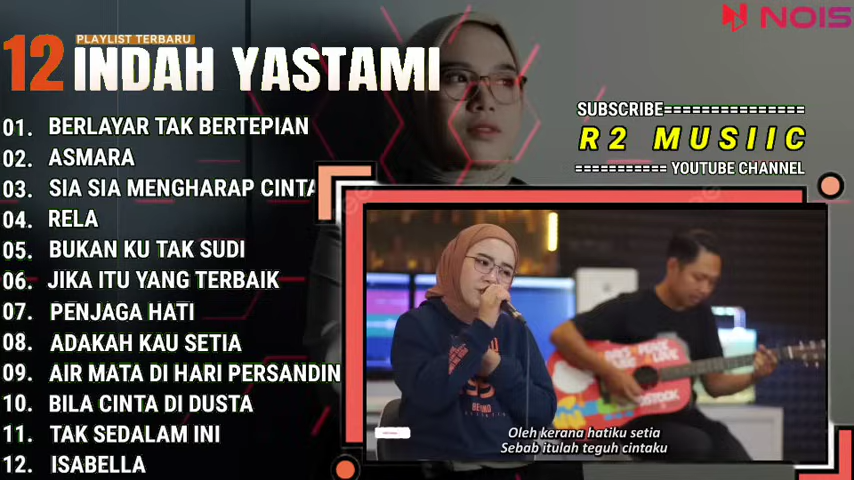 12
PLAYLIST TERBARU
INDAH YASTAMI
01. BERLAYAR TAK BERTEPIAN
02. ASMARA
03. SIA SIA MENGHARAP CINTA
04. RELA
05. BUKAN KU TAK SUDI
06. JIKA ITU YANG TERBAIK
07. PENJAGA HATI
08. ADAKAH KAU SETIA
09. AIR MATA DI HARI PERSANDIN
10. BILA CINTA DI DUSTA
11. TAK SEDALAM INI
12. ISABELLA
NOIS
SUBSCRIBE===============
R2 MUSIIC
=========== YOUTUBE CHANNEL
Oleh kerana hatiku setia
Sebab itulah teguh cintaku